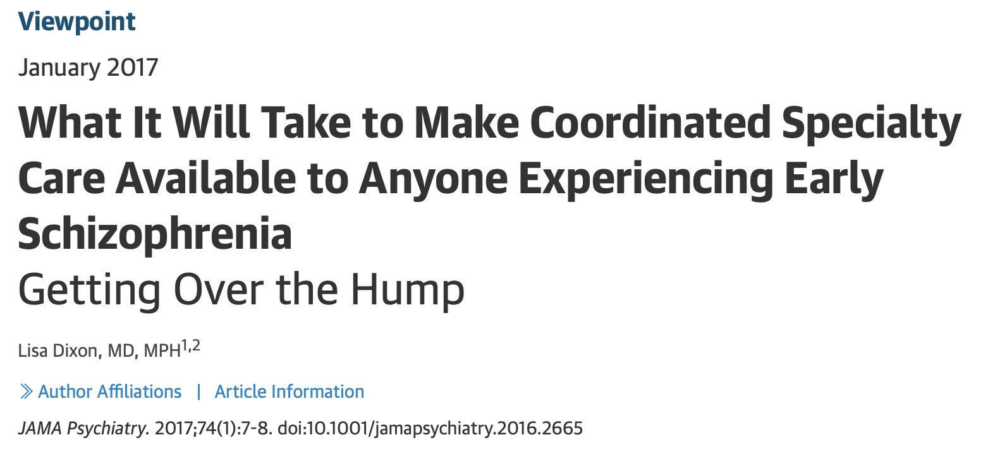 Viewpoint
January 2017
What It Will Take to Make Coordinated Specialty
Care Available to Anyone Experiencing Early
Schizophrenia
Getting Over the Hump
Lisa Dixon, MD, MPH1,2
Author Affiliations | Article Information
JAMA Psychiatry. 2017;74(1):7-8. doi:10.1001/jamapsychiatry.2016.2665